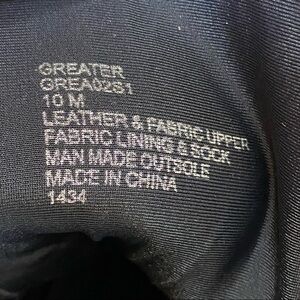 GREATER
GREA02S1
10 M
LEATHER & FABRIC UPPER
FABRIC LINING & SOCK
MAN MADE OUTSOLE
MADE IN CHINA
1434